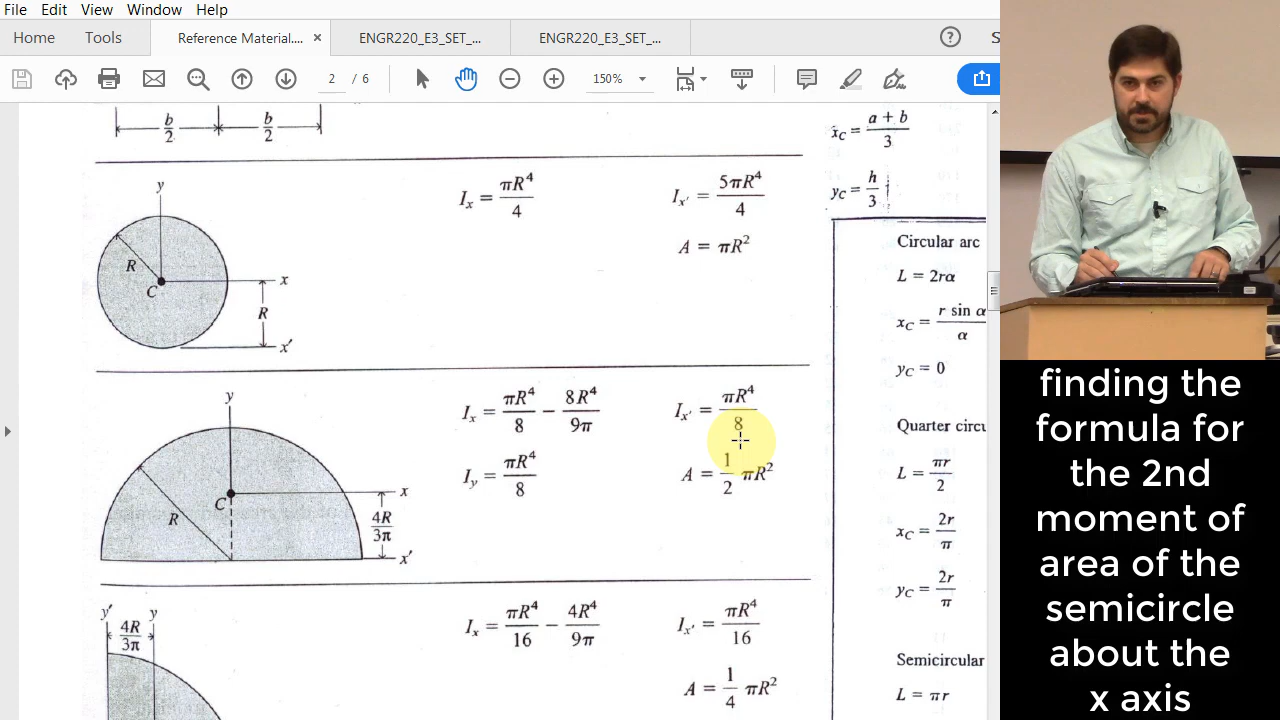 File Edit View Window Help
Home Tools Reference Material.... × ENGR220_E3_SET_... ENGR220_E3_SET_... ? S
2 / 6 150%
b/2 b/2
x_C = (a + b)/3
y_C = h/3
y
R
C
x
R
x'
I_x = πR⁴/4
I_x' = 5πR⁴/4
A = πR²
Circular arc
L = 2rα
x_C = r sin α/α
y_C = 0
y
C
x
R
4R/3π
x'
I_x = πR⁴/8 − 8R⁴/9π
I_x' = πR⁴/8
I_y = πR⁴/8
A = 1/2 πR²
Quarter circu
L = πr/2
x_C = 2r/π
y_C = 2r/π
y' y
4R/3π
I_x = πR⁴/16 − 4R⁴/9π
I_x' = πR⁴/16
A = 1/4 πR²
Semicircular
L = πr
finding the
formula for
the 2nd
moment of
area of the
semicircle
about the
x axis